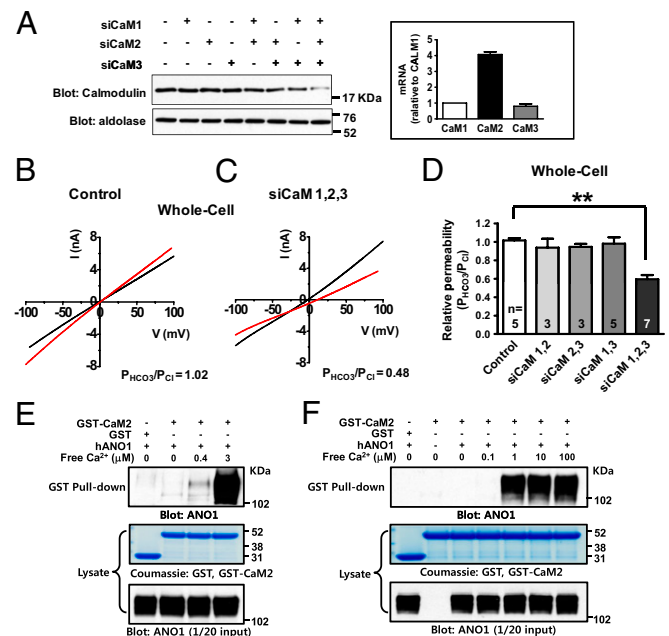 A
siCaM1 - + - - + - + +
siCaM2 - - + - + + - +
siCaM3 - - - + - + + +
Blot: Calmodulin
17 KDa
Blot: aldolase
76
52
mRNA
(ralative to CALM1)
5
4
3
2
1
0
CaM1 CaM2 CaM3
B
Control
Whole-Cell
I (nA)
8
4
-4
-8
-100 -50 50 100
V (mV)
PHCO3/PCl = 1.02
C
siCaM 1,2,3
I (nA)
8
4
-4
-8
-100 -50 50 100
V (mV)
PHCO3/PCl = 0.48
D
Whole-Cell
**
Relative permeability
(PHCO3/PCl)
1.2
1.0
0.8
0.6
0.4
0.2
0.0
n=
5 3 3 5 7
Control
siCaM 1,2
siCaM 2,3
siCaM 1,3
siCaM 1,2,3
E
GST-CaM2 - + + +
GST + - - -
hANO1 + + + +
Free Ca2+ (μM) 0 0 0.4 3
KDa
GST Pull-down
102
Blot: ANO1
52
38
31
Lysate
Coumassie: GST, GST-CaM2
102
Blot: ANO1 (1/20 input)
F
GST-CaM2 - + + + + + +
GST + - - - - - -
hANO1 + - + + + + +
Free Ca2+ (μM) 0 0 0 0.1 1 10 100
KDa
GST Pull-down
102
Blot: ANO1
52
38
31
Lysate
Coumassie: GST, GST-CaM2
102
Blot: ANO1 (1/20 input)